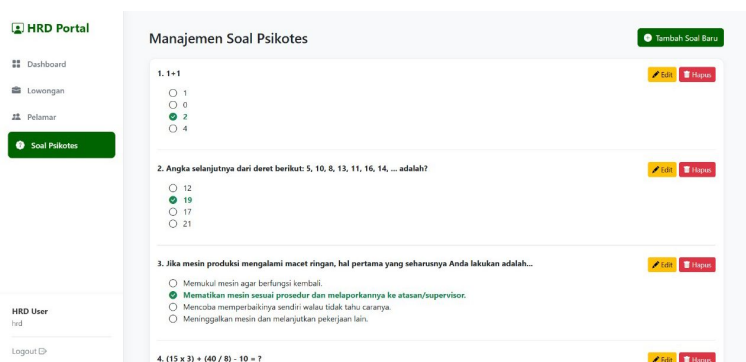 HRD Portal
Dashboard
Lowongan
Pelamar
Soal Psikotes
HRD User
hrd
Logout
Manajemen Soal Psikotes
Tambah Soal Baru
1. 1+1
Edit
Hapus
1
0
2
4
2. Angka selanjutnya dari deret berikut: 5, 10, 8, 13, 11, 16, 14, ... adalah?
Edit
Hapus
12
19
17
21
3. Jika mesin produksi mengalami macet ringan, hal pertama yang seharusnya Anda lakukan adalah...
Edit
Hapus
Memukul mesin agar berfungsi kembali.
Mematikan mesin sesuai prosedur dan melaporkannya ke atasan/supervisor.
Mencoba memperbaikinya sendiri walau tidak tahu caranya.
Meninggalkan mesin dan melanjutkan pekerjaan lain.
4. (15 x 3) + (40 / 8) - 10 = ?
Edit
Hapus